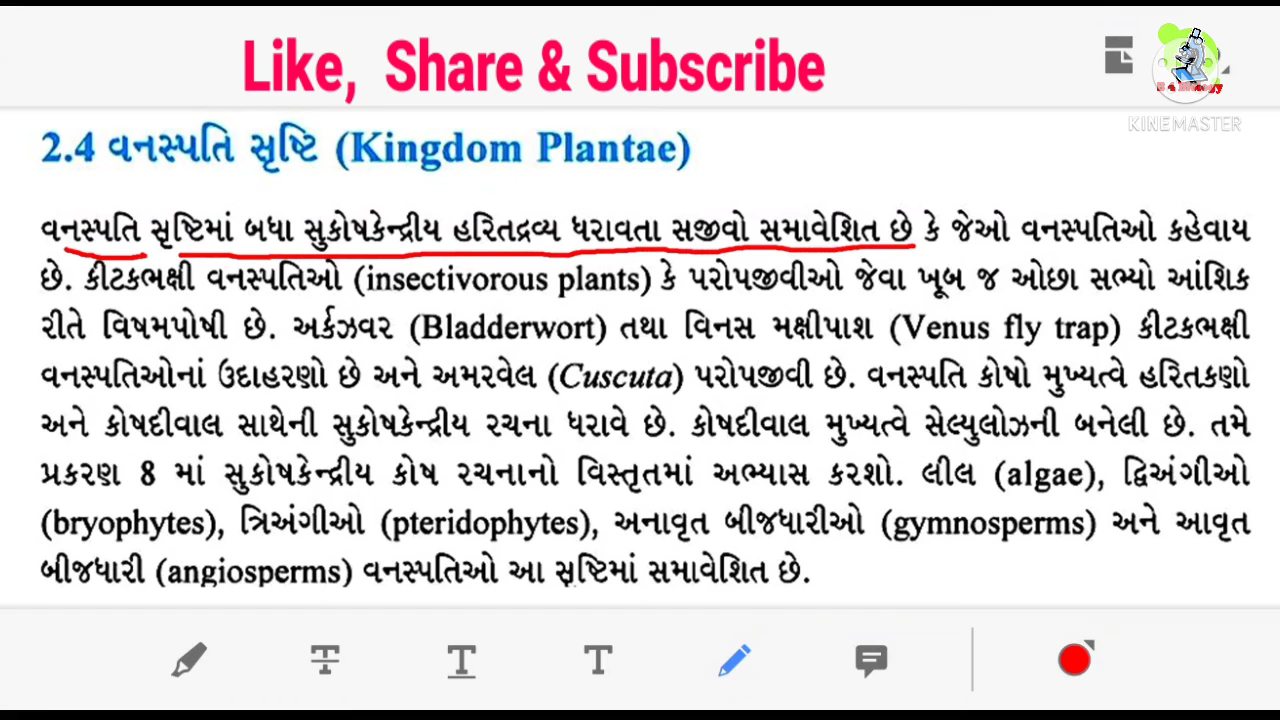 Like, Share & Subscribe
KINEMASTER
2.4 વનસ્પતિ સૃષ્ટિ (Kingdom Plantae)
વનસ્પતિ સૃષ્ટિમાં બધા સુકોષકેન્દ્રીય હરિતદ્રવ્ય ધરાવતા સજીવો સમાવેશિત છે કે જેઓ વનસ્પતિઓ કહેવાય
છે. કીટકભક્ષી વનસ્પતિઓ (insectivorous plants) કે પરોપજીવીઓ જેવા ખૂબ જ ઓછા સભ્યો આંશિક
રીતે વિષમપોષી છે. અર્કઝવર (Bladderwort) તથા વિનસ મક્ષીપાશ (Venus fly trap) કીટકભક્ષી
વનસ્પતિઓનાં ઉદાહરણો છે અને અમરવેલ (Cuscuta) પરોપજીવી છે. વનસ્પતિ કોષો મુખ્યત્વે હરિતકણો
અને કોષદીવાલ સાથેની સુકોષકેન્દ્રીય રચના ધરાવે છે. કોષદીવાલ મુખ્યત્વે સેલ્યુલોઝની બનેલી છે. તમે
પ્રકરણ 8 માં સુકોષકેન્દ્રીય કોષ રચનાનો વિસ્તૃતમાં અભ્યાસ કરશો. લીલ (algae), દ્વિઅંગીઓ
(bryophytes), ત્રિઅંગીઓ (pteridophytes), અનાવૃત બીજધારીઓ (gymnosperms) અને આવૃત
બીજધારી (angiosperms) વનસ્પતિઓ આ સૃષ્ટિમાં સમાવેશિત છે.